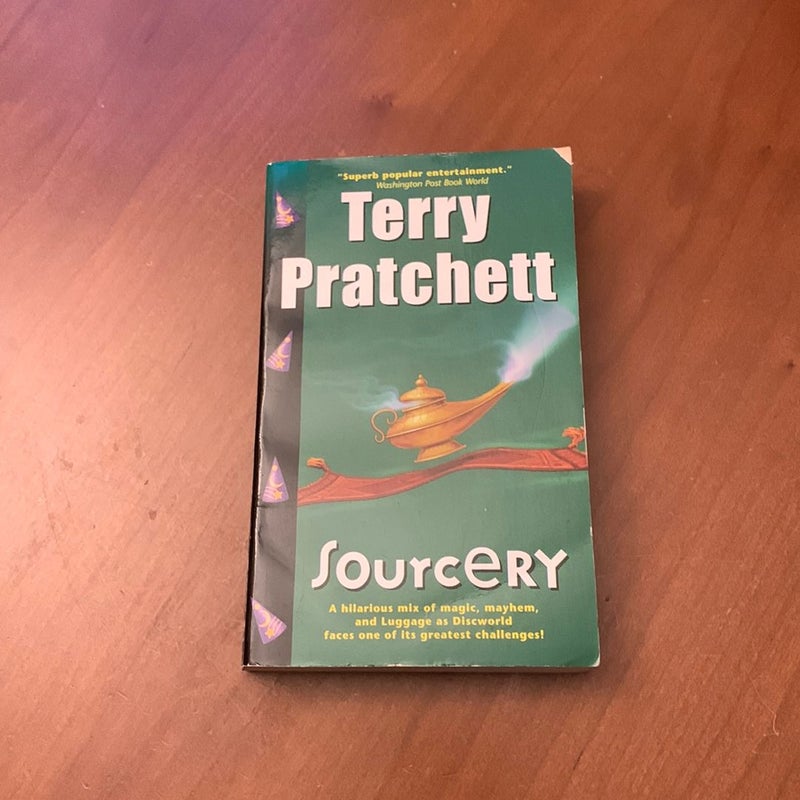 "Superb popular entertainment."
Washington Post Book World
Terry
Pratchett
Sourcery
A hilarious mix of magic, mayhem,
and Luggage as Discworld
faces one of its greatest challenges!